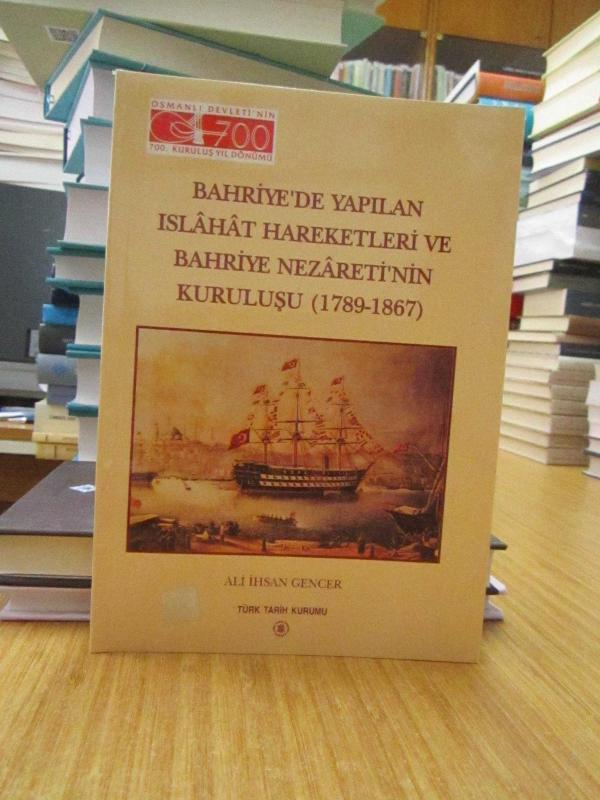 OSMANLI DEVLETİ'NİN
700
700. KURULUŞ YIL DÖNÜMÜ
BAHRİYE'DE YAPILAN
ISLÂHÂT HAREKETLERİ VE
BAHRİYE NEZÂRETİ'NİN
KURULUŞU (1789-1867)
ALİ İHSAN GENCER
TÜRK TARİH KURUMU